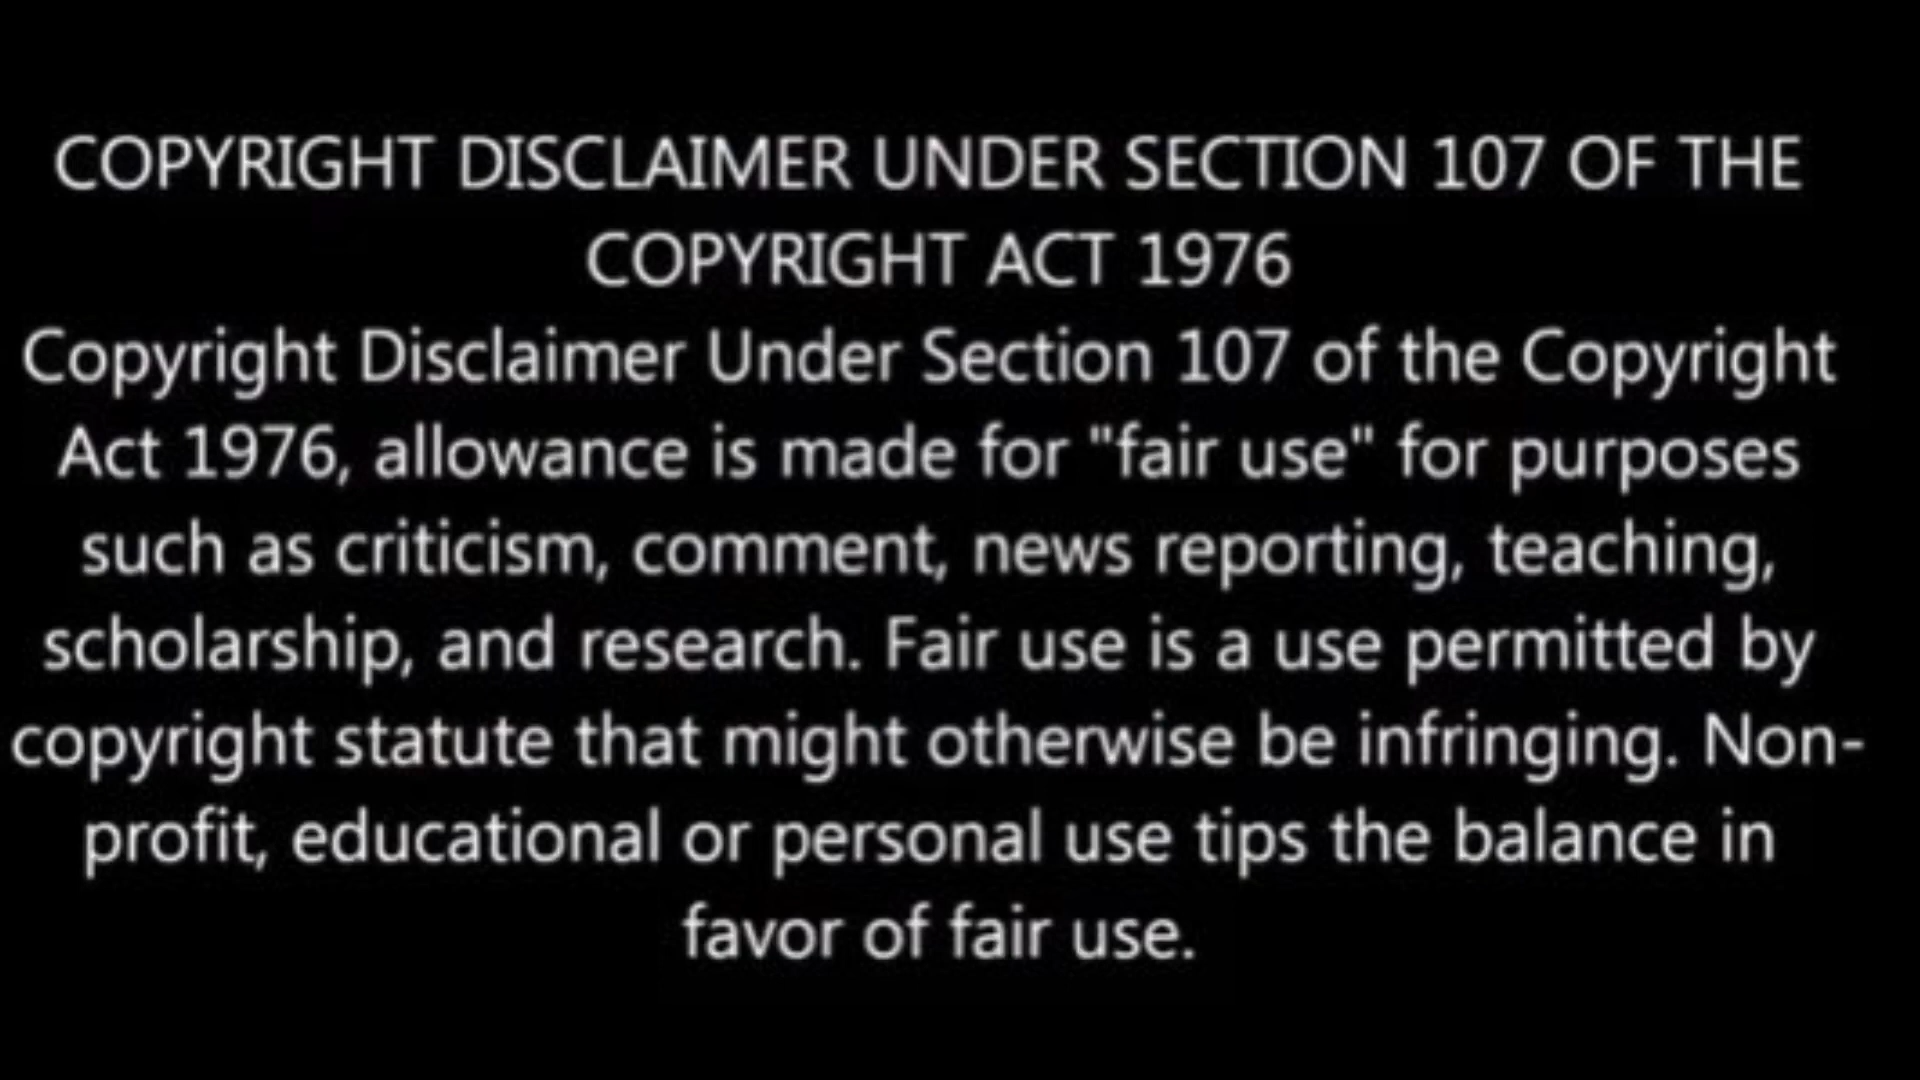 COPYRIGHT DISCLAIMER UNDER SECTION 107 OF THE
COPYRIGHT ACT 1976
Copyright Disclaimer Under Section 107 of the Copyright
Act 1976, allowance is made for "fair use" for purposes
such as criticism, comment, news reporting, teaching,
scholarship, and research. Fair use is a use permitted by
copyright statute that might otherwise be infringing. Non-
profit, educational or personal use tips the balance in
favor of fair use.